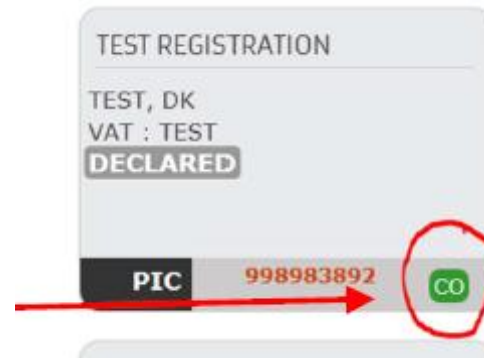 TEST REGISTRATION
TEST, DK
VAT : TEST
DECLARED
PIC 998983892 CO